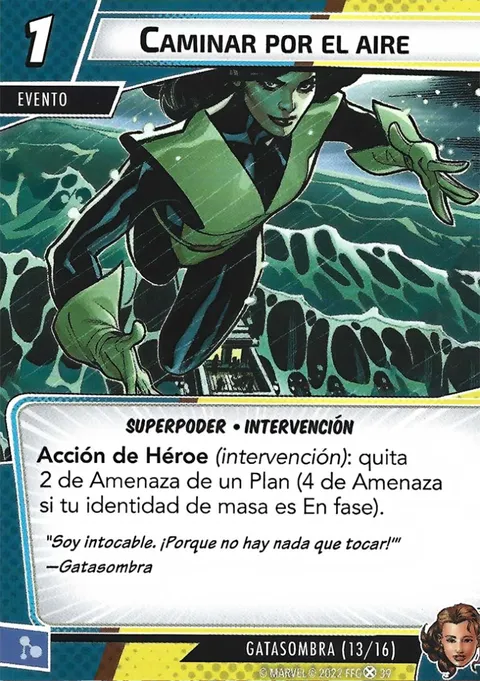 1
CAMINAR POR EL AIRE
EVENTO
SUPERPODER • INTERVENCIÓN
Acción de Héroe (intervención): quita
2 de Amenaza de un Plan (4 de Amenaza
si tu identidad de masa es En fase).
"Soy intocable. ¡Porque no hay nada que tocar!'"
—Gatasombra
GATASOMBRA (13/16)
© MARVEL © 2022 FFG 39